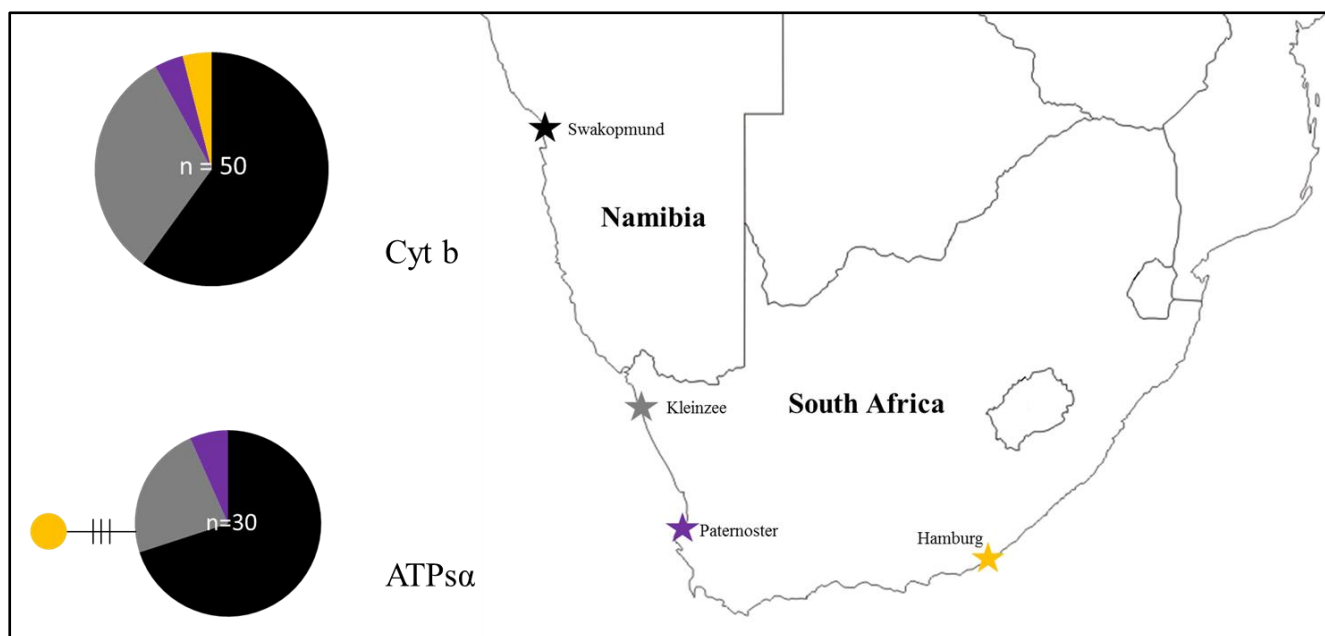 n = 50
Cyt b
n=30
ATPsα
Swakopmund
Namibia
Kleinzee
South Africa
Paternoster
Hamburg